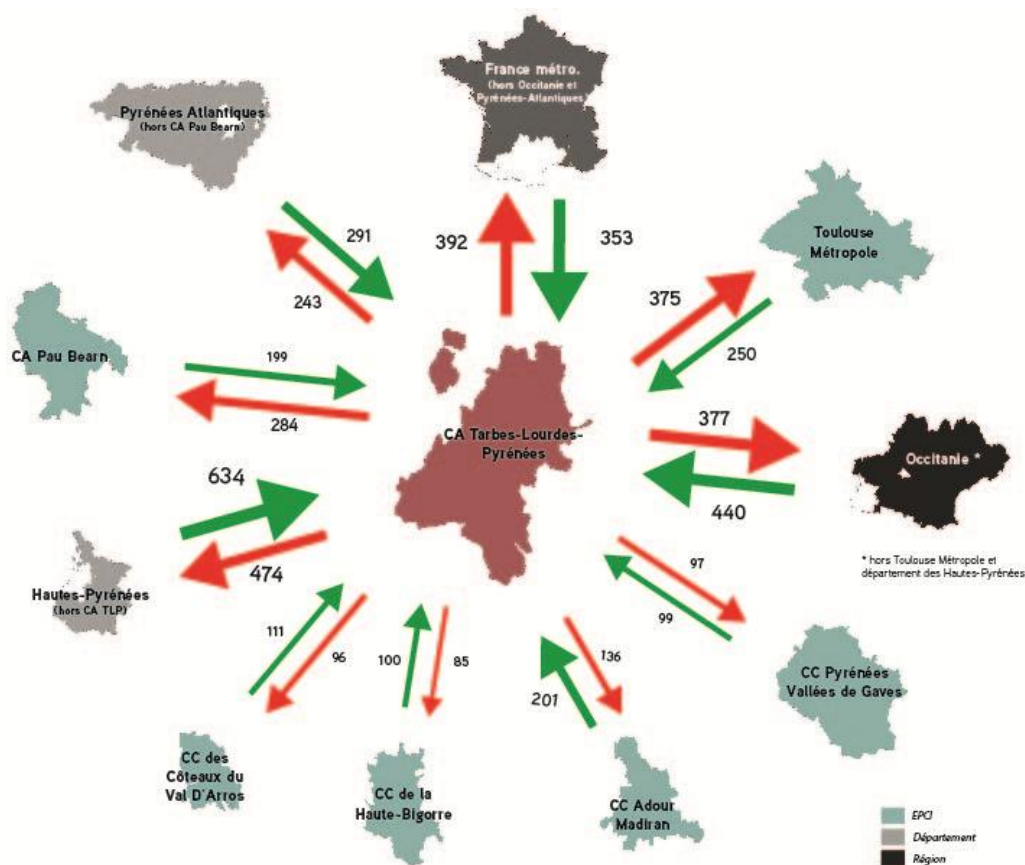 France métro.
(hors Occitanie et
Pyrénées-Atlantiques)
Pyrénées Atlantiques
(hors CA Pau Bearn)
Toulouse
Métropole
291
392
353
243
375
250
CA Pau Bearn
199
284
CA Tarbes-Lourdes-
Pyrénées
377
Occitanie *
440
634
474
* hors Toulouse Métropole et
département des Hautes-Pyrénées
Hautes-Pyrénées
(hors CA TLP)
97
99
111
96
100
85
136
201
CC Pyrénées
Vallées de Gaves
CC des
Côteaux du
Val D'Arros
CC de la
Haute-Bigorre
CC Adour
Madiran
EPCI
Département
Région